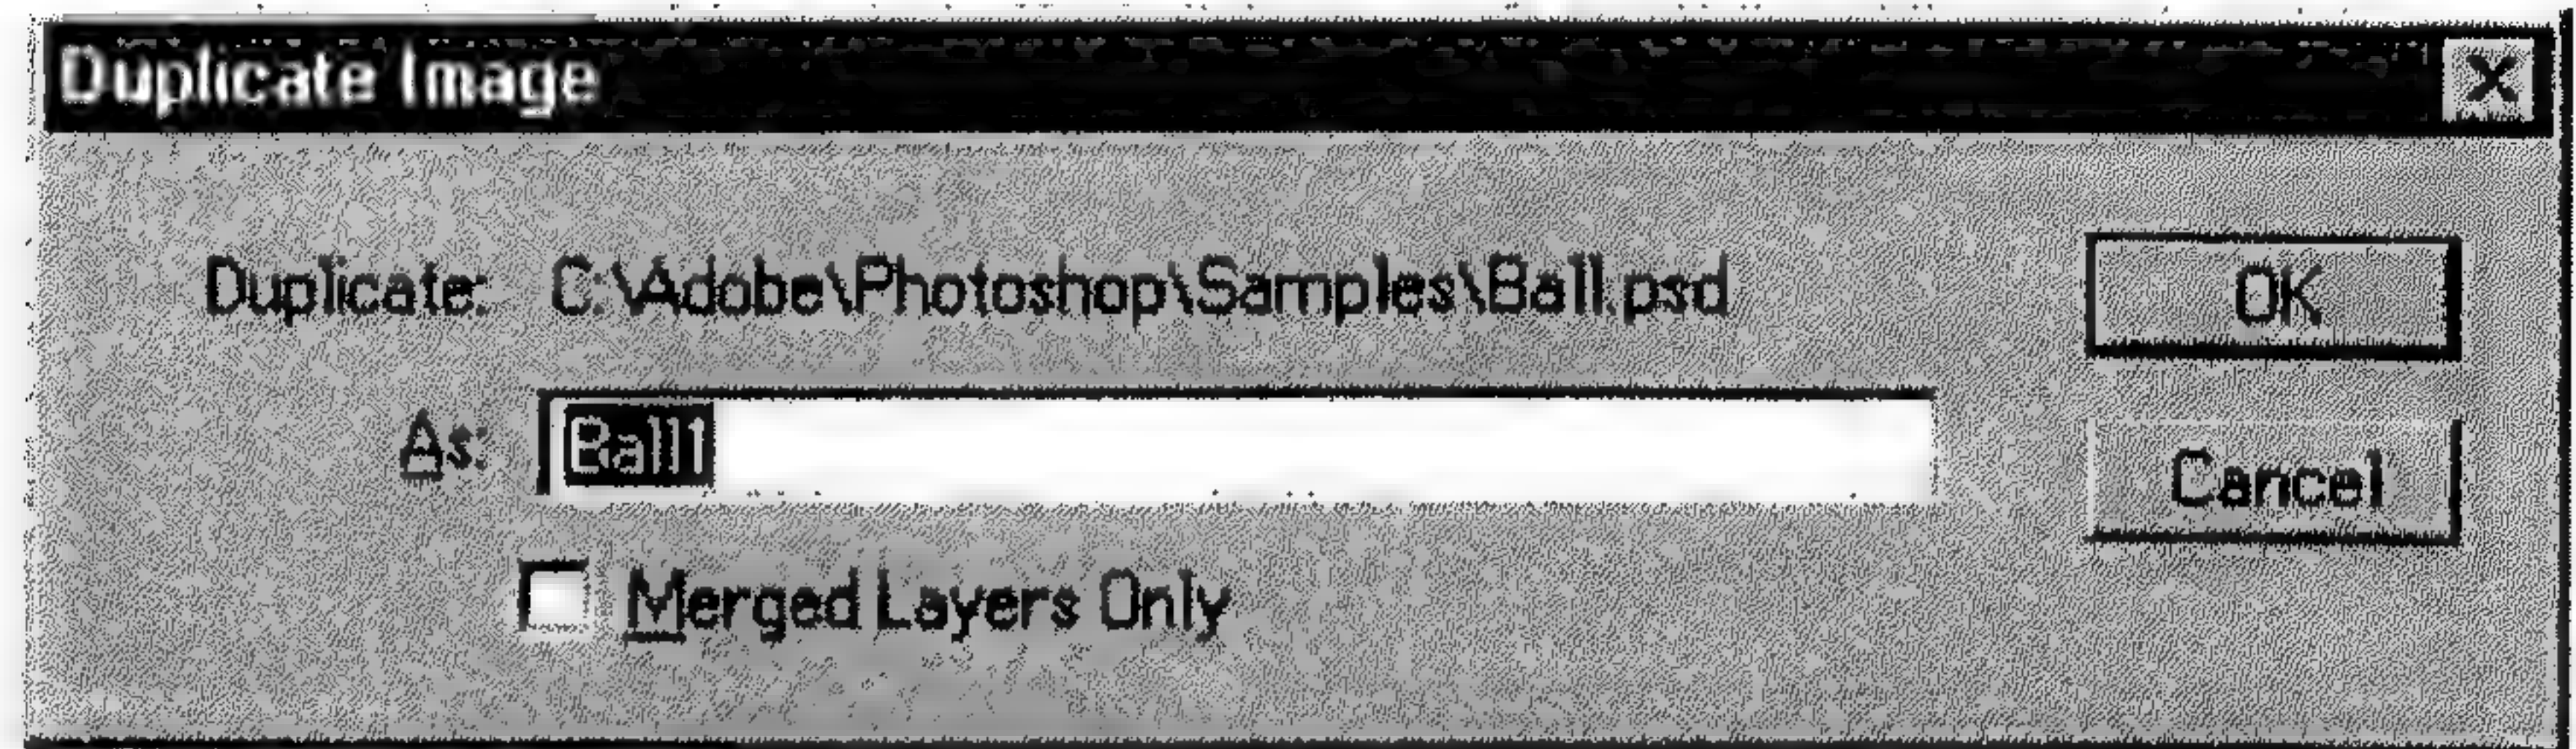 Duplicate Image
Duplicate: C:\Adobe\Photoshop\Samples\Ball.psd
OK
As: Ball1
Cancel
Merged Layers Only